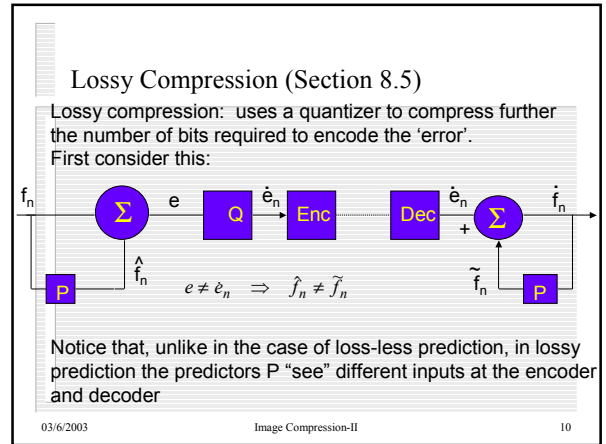 Lossy Compression (Section 8.5)
Lossy compression: uses a quantizer to compress further
the number of bits required to encode the ‘error’.
First consider this:
fₙ Σ e Q ėₙ Enc Dec ėₙ + Σ ḟₙ
P f̂ₙ e ≠ ėₙ ⇒ f̂ₙ ≠ f̃ₙ f̃ₙ P
Notice that, unlike in the case of loss-less prediction, in lossy
prediction the predictors P “see” different inputs at the encoder
and decoder
03/6/2003 Image Compression-II 10